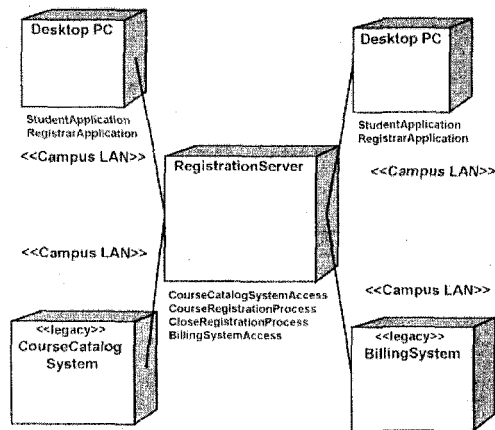 Desktop PC
Desktop PC
StudentApplication
RegistrarApplication
StudentApplication
RegistrarApplication
<<Campus LAN>>
<<Campus LAN>>
RegistrationServer
<<Campus LAN>>
<<Campus LAN>>
CourseCatalogSystemAccess
CourseRegistrationProcess
CloseRegistrationProcess
BillingSystemAccess
<<legacy>>
CourseCatalog
System
<<legacy>>
BillingSystem